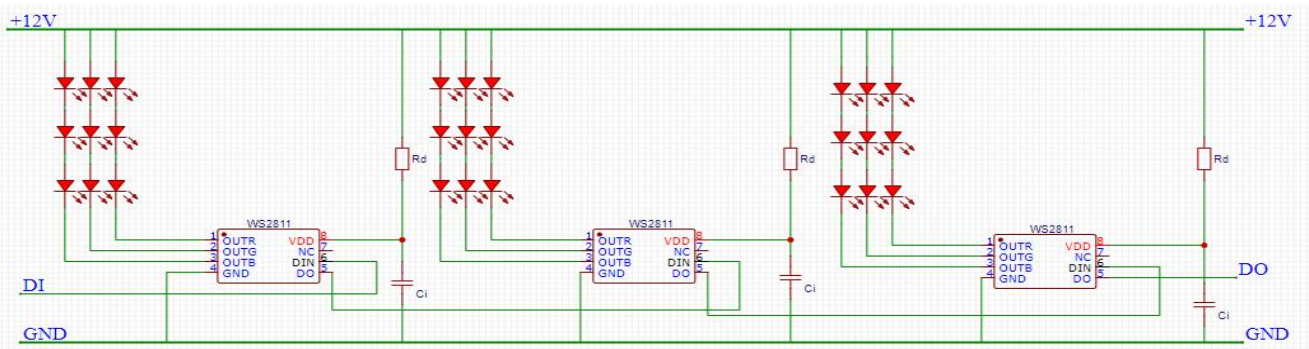 +12V
+12V
Rd
Rd
Rd
WS2811
1 OUTR VDD 8
2 OUTG NC 7
3 OUTB DIN 6
4 GND DO 5
WS2811
1 OUTR VDD 8
2 OUTG NC 7
3 OUTB DIN 6
4 GND DO 5
WS2811
1 OUTR VDD 8
2 OUTG NC 7
3 OUTB DIN 6
4 GND DO 5
DO
DI
Ci
Ci
Ci
GND
GND